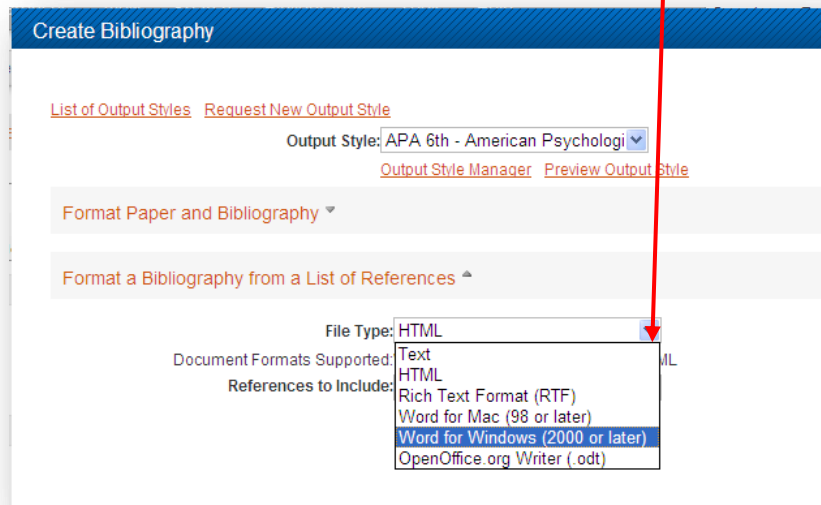 Create Bibliography
List of Output Styles Request New Output Style
Output Style: APA 6th - American Psychologi
Output Style Manager Preview Output Style
Format Paper and Bibliography
Format a Bibliography from a List of References
File Type: HTML
Document Formats Supported:
Text
HTML
References to Include:
Rich Text Format (RTF)
Word for Mac (98 or later)
Word for Windows (2000 or later)
OpenOffice.org Writer (.odt)